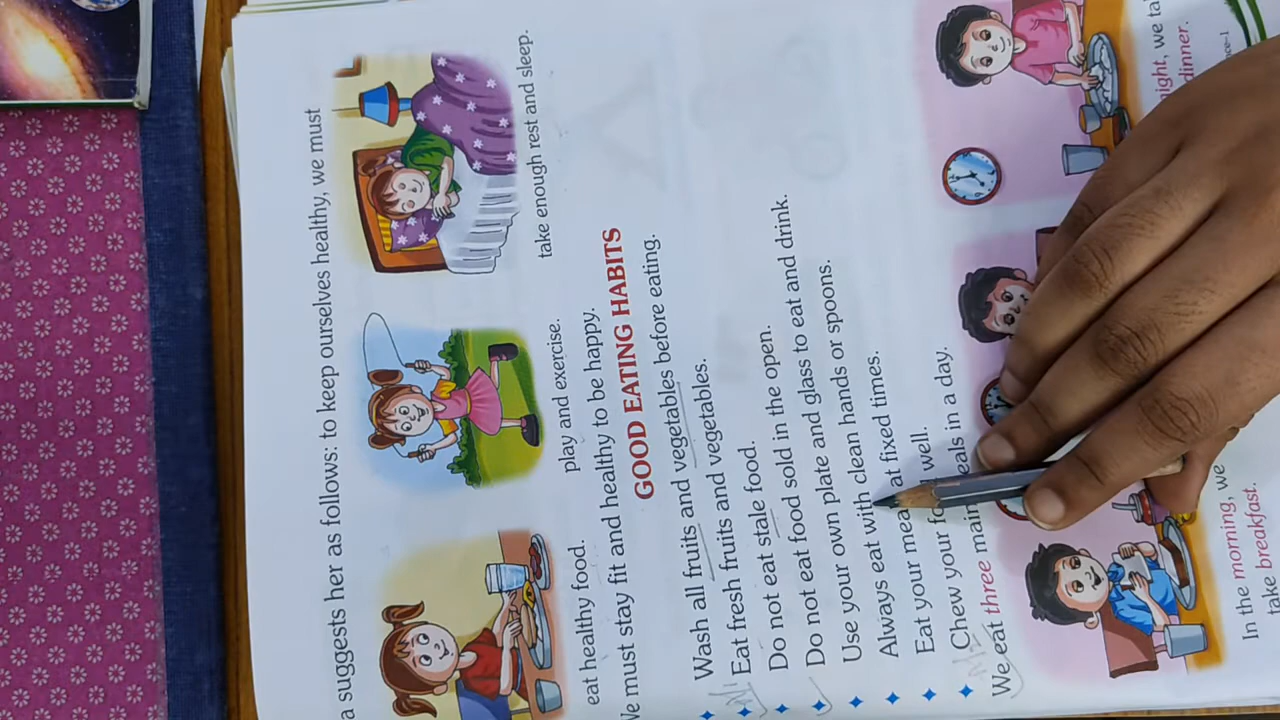 a suggests her as follows: to keep ourselves healthy, we must
eat healthy food.
play and exercise.
take enough rest and sleep.
We must stay fit and healthy to be happy.
GOOD EATING HABITS
Wash all fruits and vegetables before eating.
Eat fresh fruits and vegetables.
Do not eat stale food.
Do not eat food sold in the open.
Use your own plate and glass to eat and drink.
Always eat with clean hands or spoons.
Eat your at fixed times.
Chew your well.
We eat three in a day.
In the morning, we
take breakfast.
we
dinner.